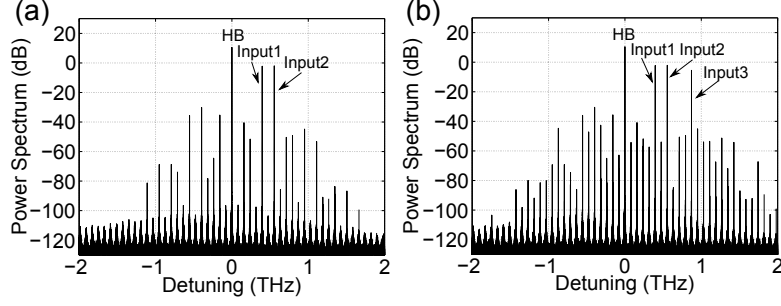 (a)
Power Spectrum (dB)
20
0
−20
−40
−60
−80
−100
−120
HB
Input1
Input2
−2
−1
0
1
2
Detuning (THz)
(b)
Power Spectrum (dB)
20
0
−20
−40
−60
−80
−100
−120
HB
Input1 Input2
Input3
−2
−1
0
1
2
Detuning (THz)